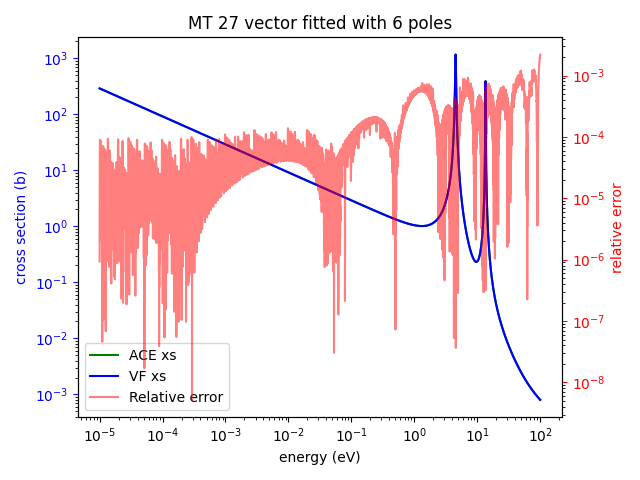 MT 27 vector fitted with 6 poles
10³
10²
10¹
10⁰
10⁻¹
10⁻²
10⁻³
cross section (b)
10⁻³
10⁻⁴
10⁻⁵
10⁻⁶
10⁻⁷
10⁻⁸
relative error
ACE xs
VF xs
Relative error
10⁻⁵ 10⁻⁴ 10⁻³ 10⁻² 10⁻¹ 10⁰ 10¹ 10²
energy (eV)